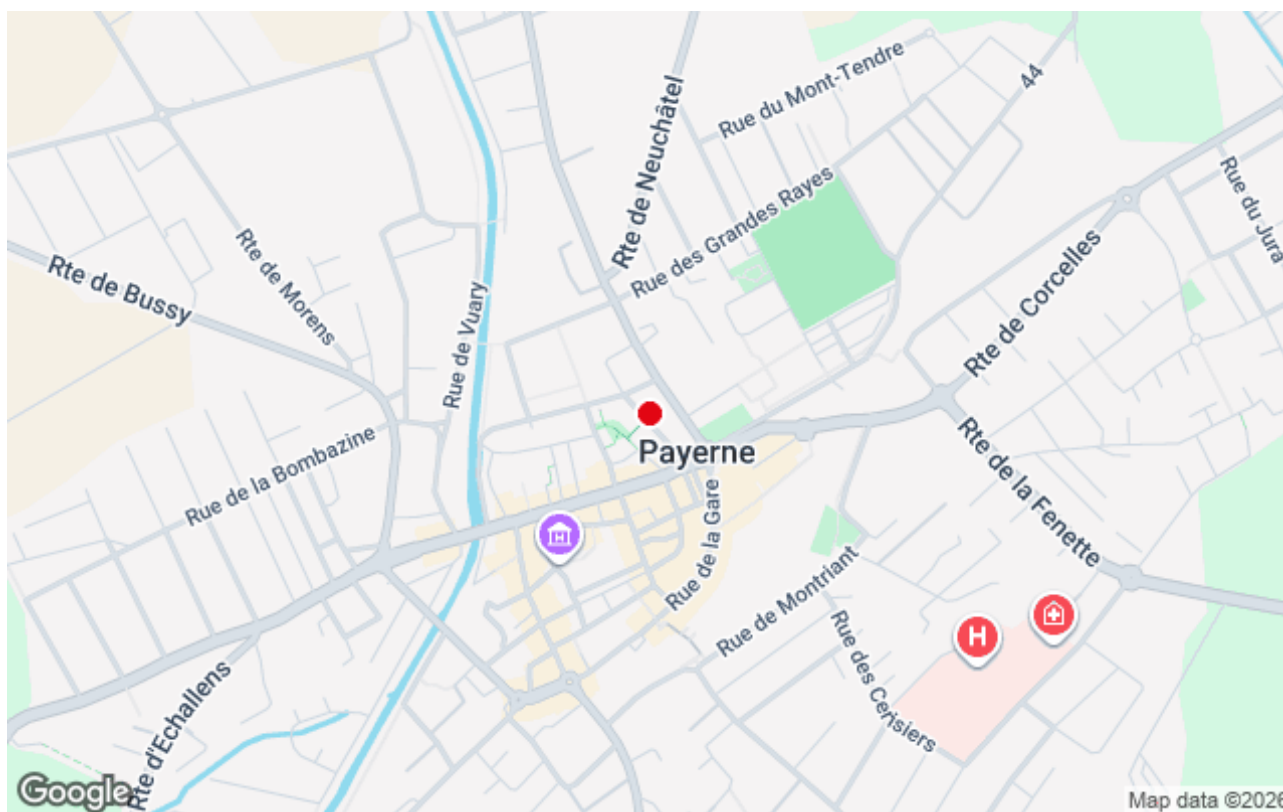 Rue du Mont-Tendre
44
Rte de Neuchâtel
Rue des Grandes Rayes
Rue du Jura
Rte de Morens
Rte de Bussy
Rue de Vuary
Rte de Corcelles
Rue de la Bombazine
Payerne
Rte de la Fenette
Rue de la Gare
H
Rue de Montriant
H
Rue des Cerisiers
Rte d'Echallens
Google
Map data ©2026